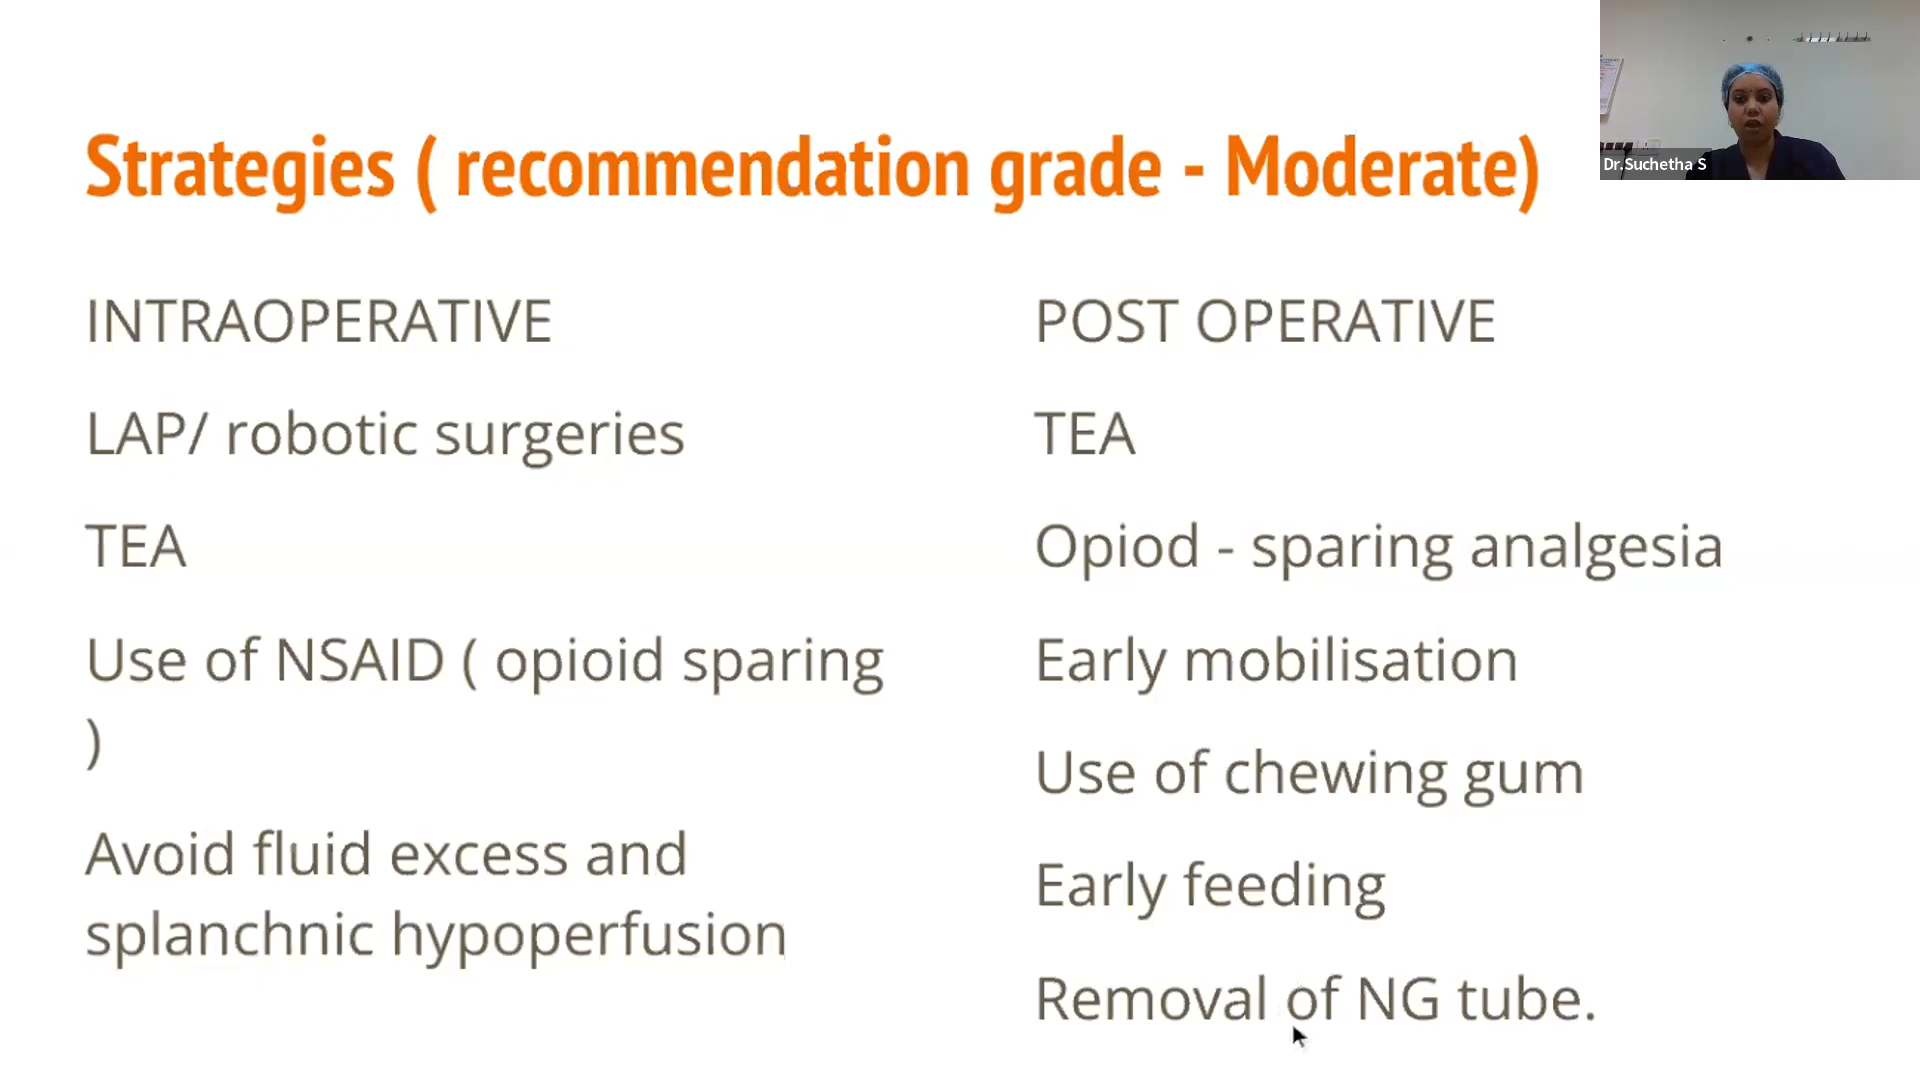 Strategies ( recommendation grade - Moderate)
INTRAOPERATIVE
LAP/ robotic surgeries
TEA
Use of NSAID ( opioid sparing
)
Avoid fluid excess and
splanchnic hypoperfusion
POST OPERATIVE
TEA
Opiod - sparing analgesia
Early mobilisation
Use of chewing gum
Early feeding
Removal of NG tube.
Dr.Suchetha S